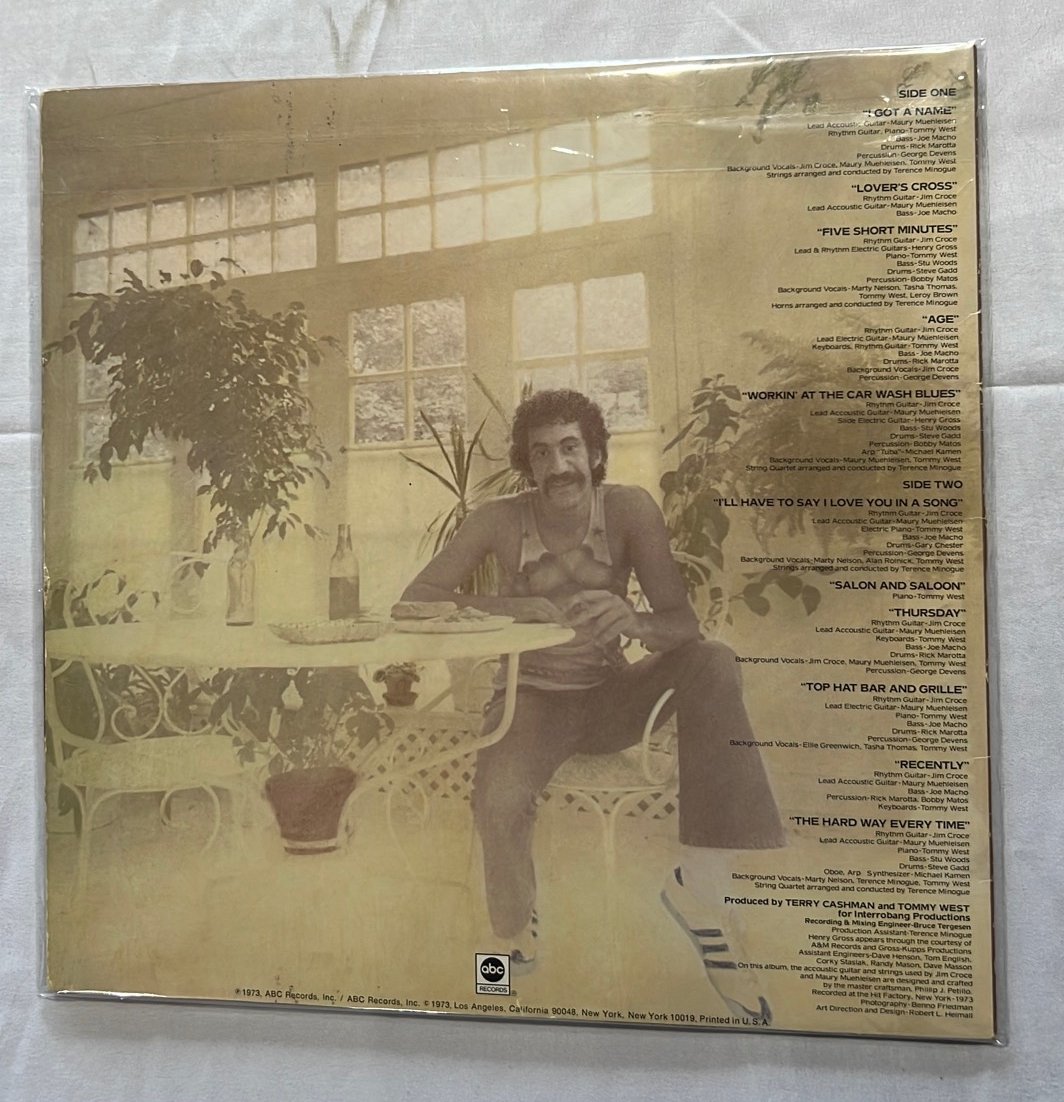 SIDE ONE
"I GOT A NAME"
Lead Accoustic Guitar-Maury Muehleisen
Rhythm Guitar, Piano-Tommy West
Bass-Joe Macho
Drums-Rick Marotta
Percussion-George Devens
Background Vocals-Jim Croce, Maury Muehleisen, Tommy West
Strings arranged and conducted by Terence Minogue
"LOVER'S CROSS"
Rhythm Guitar-Jim Croce
Lead Accoustic Guitar-Maury Muehleisen
Bass-Joe Macho
"FIVE SHORT MINUTES"
Rhythm Guitar-Jim Croce
Lead & Rhythm Electric Guitars-Henry Gross
Piano-Tommy West
Bass-Stu Woods
Drums-Steve Gadd
Percussion-Bobby Matos
Background Vocals-Marty Nelson, Tasha Thomas,
Tommy West, Leroy Brown
Horns arranged and conducted by Terence Minogue
"AGE"
Rhythm Guitar-Jim Croce
Lead Electric Guitar-Maury Muehleisen
Keyboards, Rhythm Guitar-Tommy West
Bass-Joe Macho
Drums-Rick Marotta
Background Vocals-Jim Croce
Percussion-George Devens
"WORKIN' AT THE CAR WASH BLUES"
Rhythm Guitar-Jim Croce
Lead Accoustic Guitar-Maury Muehleisen
Slide Electric Guitar-Henry Gross
Bass-Stu Woods
Drums-Steve Gadd
Percussion-Bobby Matos
Arp "Tuba"-Michael Kamen
Background Vocals-Maury Muehleisen, Tommy West
String Quartet arranged and conducted by Terence Minogue
SIDE TWO
"I'LL HAVE TO SAY I LOVE YOU IN A SONG"
Rhythm Guitar-Jim Croce
Lead Accoustic Guitar-Maury Muehleisen
Electric Piano-Tommy West
Bass-Joe Macho
Drums-Gary Chester
Percussion-George Devens
Background Vocals-Marty Nelson, Alan Rolnick, Tommy West
Strings arranged and conducted by Terence Minogue
"SALON AND SALOON"
Piano-Tommy West
"THURSDAY"
Rhythm Guitar-Jim Croce
Lead Accoustic Guitar-Maury Muehleisen
Keyboards-Tommy West
Bass-Joe Macho
Drums-Rick Marotta
Background Vocals-Jim Croce, Maury Muehleisen, Tommy West
Percussion-George Devens
"TOP HAT BAR AND GRILLE"
Rhythm Guitar-Jim Croce
Lead Electric Guitar-Maury Muehleisen
Piano-Tommy West
Bass-Joe Macho
Drums-Rick Marotta
Percussion-George Devens
Background Vocals-Ellie Greenwich, Tasha Thomas, Tommy West
"RECENTLY"
Rhythm Guitar-Jim Croce
Lead Accoustic Guitar-Maury Muehleisen
Bass-Joe Macho
Percussion-Rick Marotta, Bobby Matos
Keyboards-Tommy West
"THE HARD WAY EVERY TIME"
Rhythm Guitar-Jim Croce
Lead Accoustic Guitar-Maury Muehleisen
Piano-Tommy West
Bass-Stu Woods
Drums-Steve Gadd
Oboe, Arp Synthesizer-Michael Kamen
Background Vocals-Marty Nelson, Terence Minogue, Tommy West
String Quartet arranged and conducted by Terence Minogue
Produced by TERRY CASHMAN and TOMMY WEST
for Interrobang Productions
Recording & Mixing Engineer-Bruce Tergesen
Production Assistant-Terence Minogue
Henry Gross appears through the courtesy of
A&M Records and Gross-Kupps Productions
Assistant Engineers-Dave Henson, Tom English,
Corky Stasiak, Randy Mason, Dave Masson
On this album, the accoustic guitar and strings used by Jim Croce
and Maury Muehleisen are designed and crafted
by the master craftsman, Phillip J. Petillo.
Recorded at the Hit Factory, New York-1973
Photography-Benno Friedman
Art Direction and Design-Robert L. Heimall
abc
RECORDS
℗1973, ABC Records, Inc. / ABC Records, Inc. ©1973, Los Angeles, California 90048, New York, New York 10019, Printed in U.S.A.